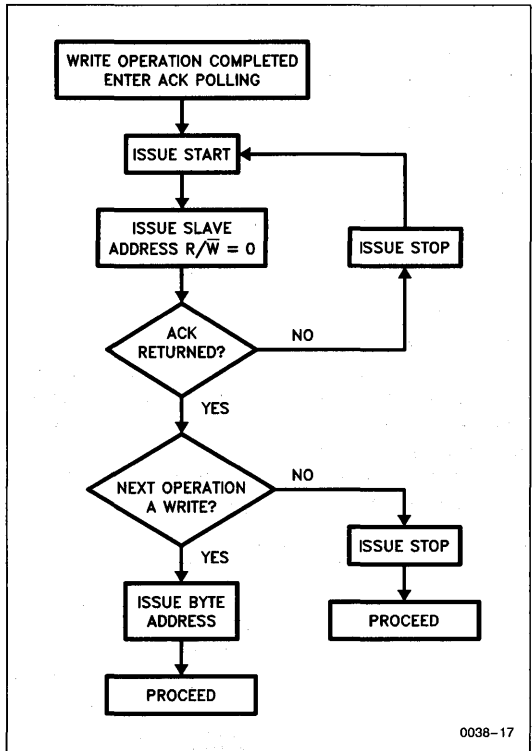 WRITE OPERATION COMPLETED
ENTER ACK POLLING
ISSUE START
ISSUE SLAVE
ADDRESS R/W̅ = 0
ISSUE STOP
ACK
RETURNED?
NO
YES
NEXT OPERATION
A WRITE?
NO
YES
ISSUE STOP
ISSUE BYTE
ADDRESS
PROCEED
PROCEED
0038–17